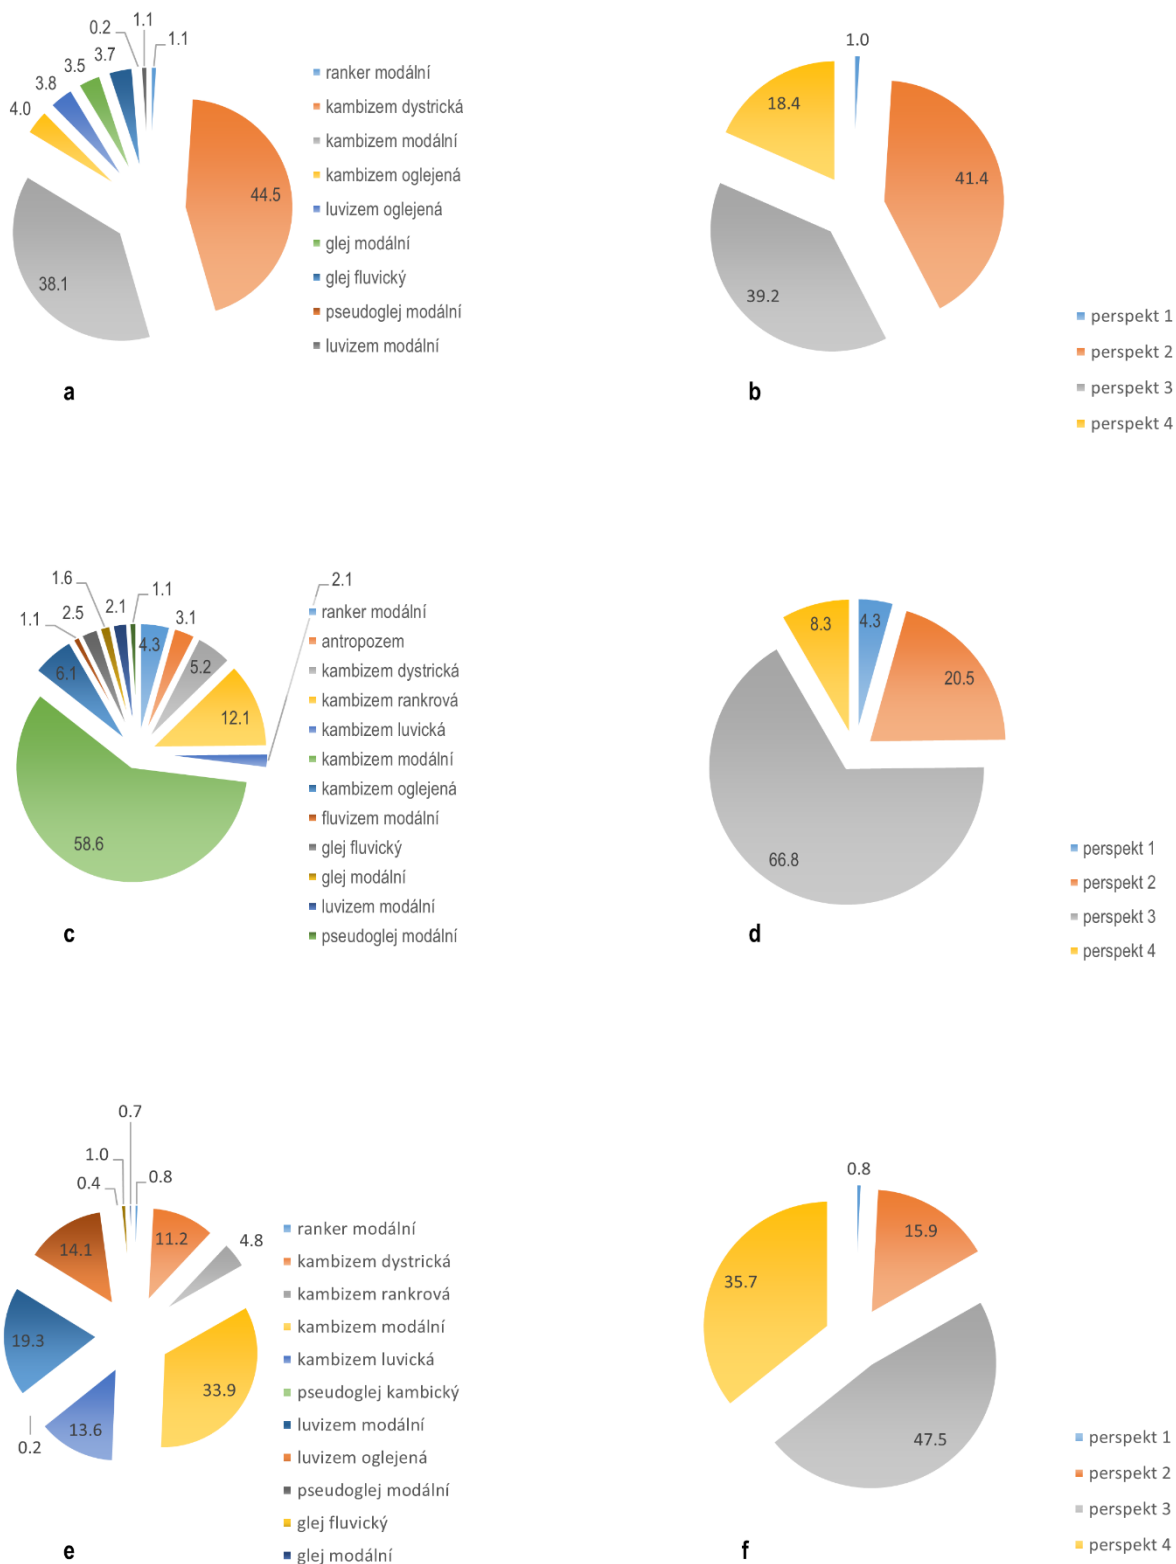 1.1
0.2
1.1
3.7
3.5
3.8
4.0
44.5
38.1
ranker modální
kambizem dystrická
kambizem modální
kambizem oglejená
luvizem oglejená
glej modální
glej fluvický
pseudoglej modální
luvizem modální
a
1.0
18.4
41.4
39.2
perspekt 1
perspekt 2
perspekt 3
perspekt 4
b
2.1
1.6
1.1
2.5
2.1
1.1
4.3
3.1
5.2
6.1
12.1
58.6
ranker modální
antropozem
kambizem dystrická
kambizem rankrová
kambizem luvická
kambizem modální
kambizem oglejená
fluvizem modální
glej fluvický
glej modální
luvizem modální
pseudoglej modální
c
8.3
4.3
20.5
66.8
perspekt 1
perspekt 2
perspekt 3
perspekt 4
d
0.7
1.0
0.8
0.4
11.2
4.8
14.1
19.3
33.9
13.6
0.2
ranker modální
kambizem dystrická
kambizem rankrová
kambizem modální
kambizem luvická
pseudoglej kambický
luvizem modální
luvizem oglejená
pseudoglej modální
glej fluvický
glej modální
e
0.8
15.9
35.7
47.5
perspekt 1
perspekt 2
perspekt 3
perspekt 4
f